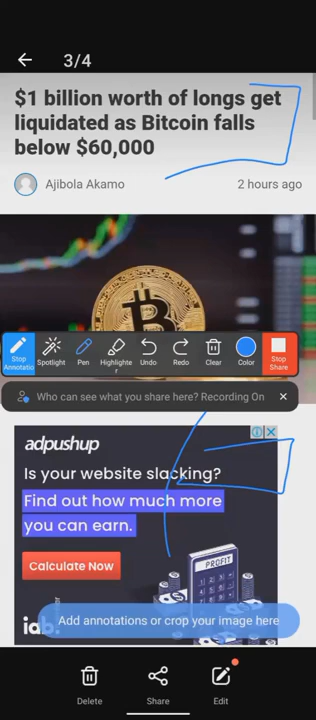 3/4
$1 billion worth of longs get
liquidated as Bitcoin falls
below $60,000
Ajibola Akamo
2 hours ago
Stop
Annotatio
Spotlight
Pen
Highlighte
r
Undo
Redo
Clear
Color
Stop
Share
Who can see what you share here? Recording On
adpushup
Is your website slacking?
Find out how much more
you can earn.
Calculate Now
PROFIT
iab.
Add annotations or crop your image here
Delete
Share
Edit